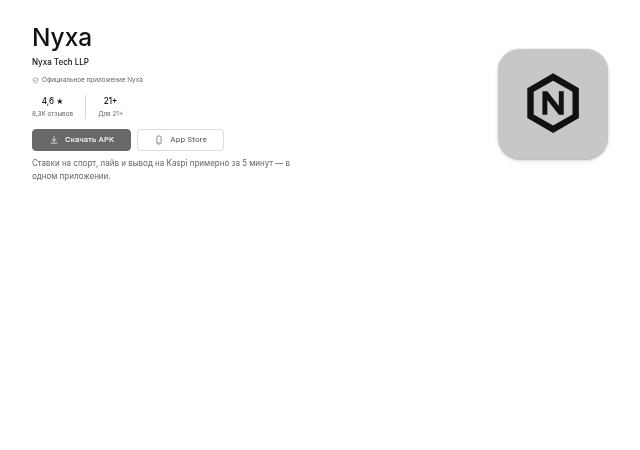 Nyxa
Nyxa Tech LLP
Официальное приложение Nyxa
4,6 ★
21+
8,3K отзывов
Для 21+
Скачать APK
App Store
Ставки на спорт, лайв и вывод на Kaspi примерно за 5 минут — в
одном приложении.
N